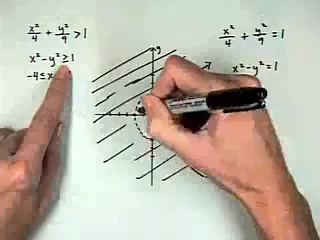 x²/4 + y²/9 > 1
x² - y² ≥ 1
-4 ≤ x
y
x²/4 + y²/9 = 1
x² - y² = 1